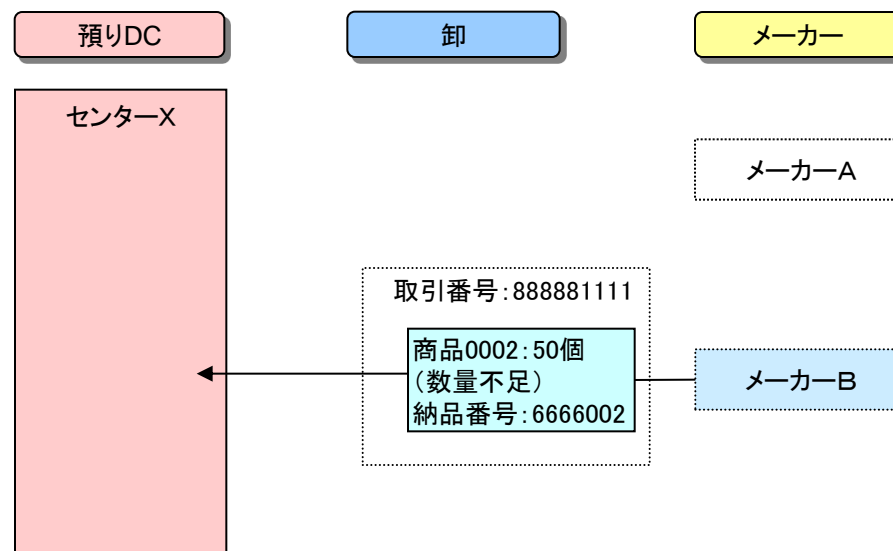 預りDC
卸
メーカー
センターX
メーカーA
取引番号:888881111
商品0002:50個
(数量不足)
納品番号:6666002
メーカーB